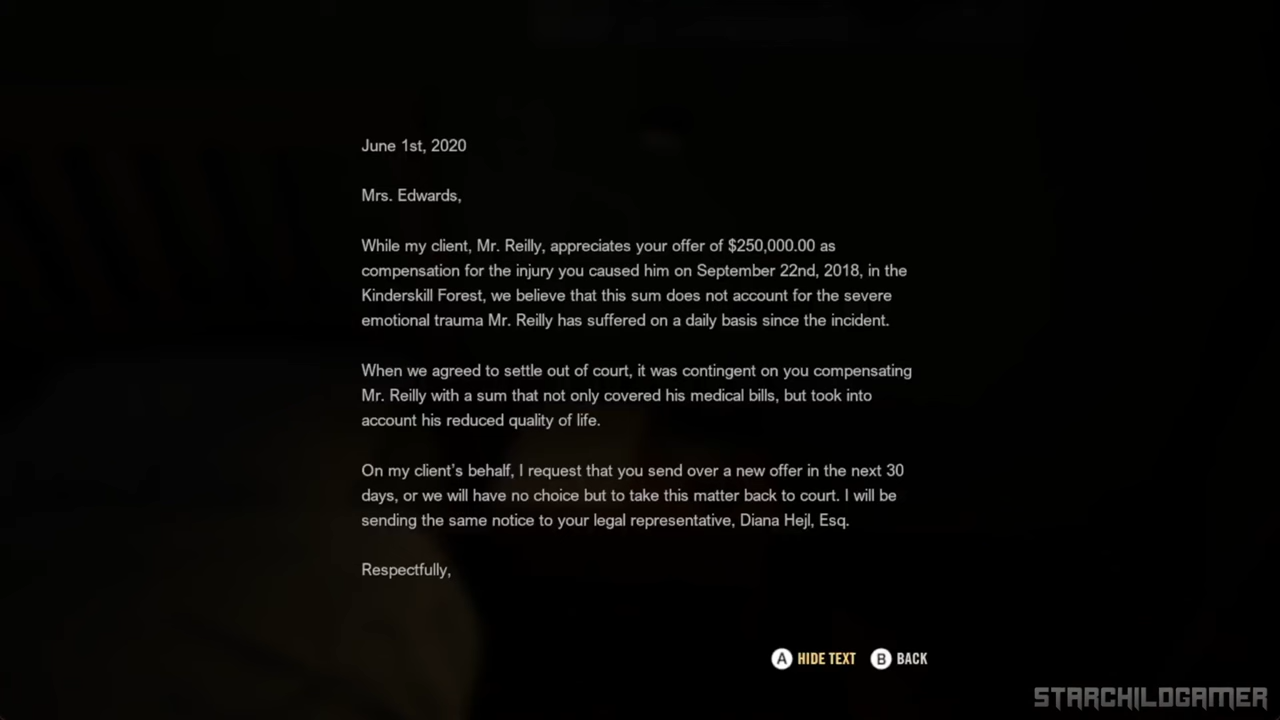 June 1st, 2020
Mrs. Edwards,
While my client, Mr. Reilly, appreciates your offer of $250,000.00 as
compensation for the injury you caused him on September 22nd, 2018, in the
Kinderskill Forest, we believe that this sum does not account for the severe
emotional trauma Mr. Reilly has suffered on a daily basis since the incident.
When we agreed to settle out of court, it was contingent on you compensating
Mr. Reilly with a sum that not only covered his medical bills, but took into
account his reduced quality of life.
On my client's behalf, I request that you send over a new offer in the next 30
days, or we will have no choice but to take this matter back to court. I will be
sending the same notice to your legal representative, Diana Hejl, Esq.
Respectfully,
A HIDE TEXT B BACK
STARCHILDGAMER